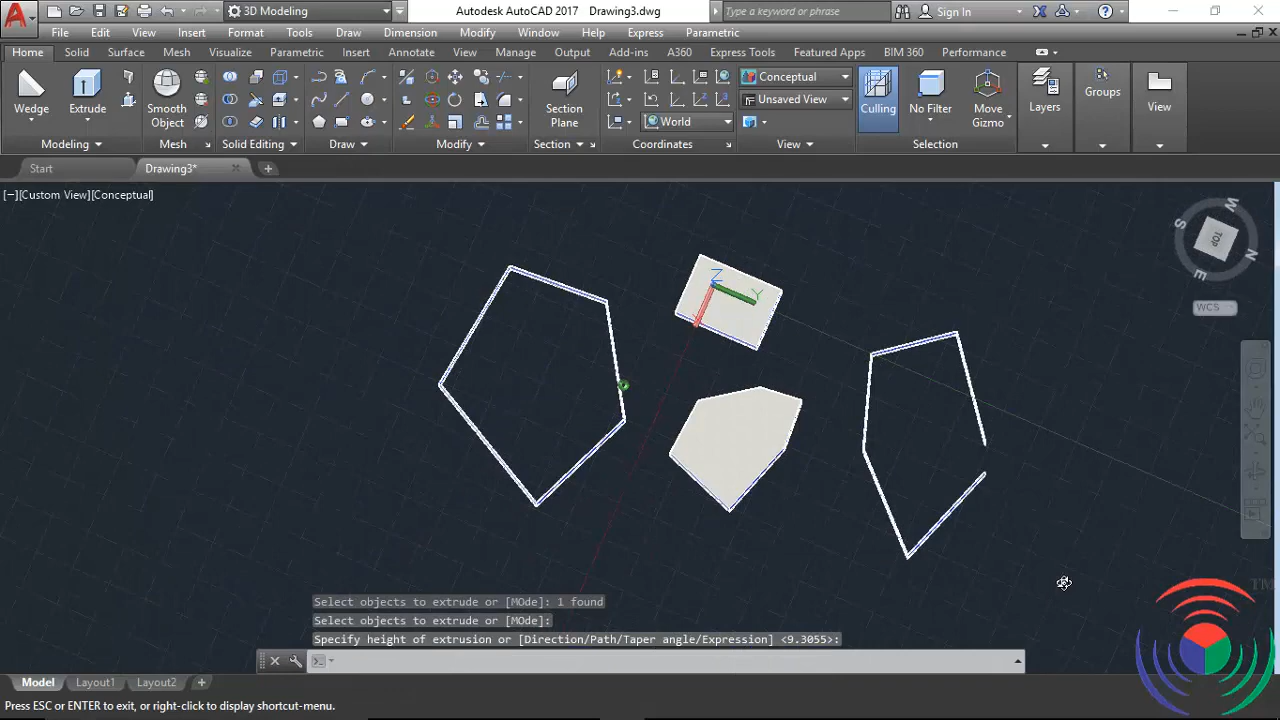 3D Modeling
Autodesk AutoCAD 2017 Drawing3.dwg
Type a keyword or phrase
Sign In
File Edit View Insert Format Tools Draw Dimension Modify Window Help Express Parametric
Home Solid Surface Mesh Visualize Parametric Insert Annotate View Manage Output Add-ins A360 Express Tools Featured Apps BIM 360 Performance
Wedge
Extrude
Smooth Object
Section Plane
World
Conceptual
Unsaved View
Culling
No Filter
Move Gizmo
Layers
Groups
View
Modeling
Mesh
Solid Editing
Draw
Modify
Section
Coordinates
View
Selection
Start
Drawing3*
[−][Custom View][Conceptual]
W
S
TOP
N
E
WCS
Z
Y
Select objects to extrude or [MOde]: 1 found
Select objects to extrude or [MOde]:
Specify height of extrusion or [Direction/Path/Taper angle/Expression] <9.3055>:
TM
Model Layout1 Layout2
Press ESC or ENTER to exit, or right-click to display shortcut-menu.